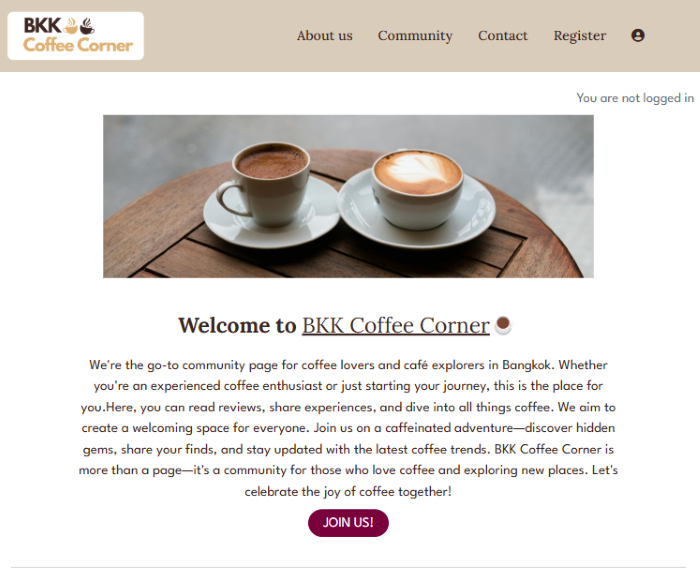 BKK
Coffee Corner
About us Community Contact Register
You are not logged in
Welcome to BKK Coffee Corner
We're the go-to community page for coffee lovers and café explorers in Bangkok. Whether
you're an experienced coffee enthusiast or just starting your journey, this is the place for
you.Here, you can read reviews, share experiences, and dive into all things coffee. We aim to
create a welcoming space for everyone. Join us on a caffeinated adventure—discover hidden
gems, share your finds, and stay updated with the latest coffee trends. BKK Coffee Corner is
more than a page—it's a community for those who love coffee and exploring new places. Let's
celebrate the joy of coffee together!
JOIN US!